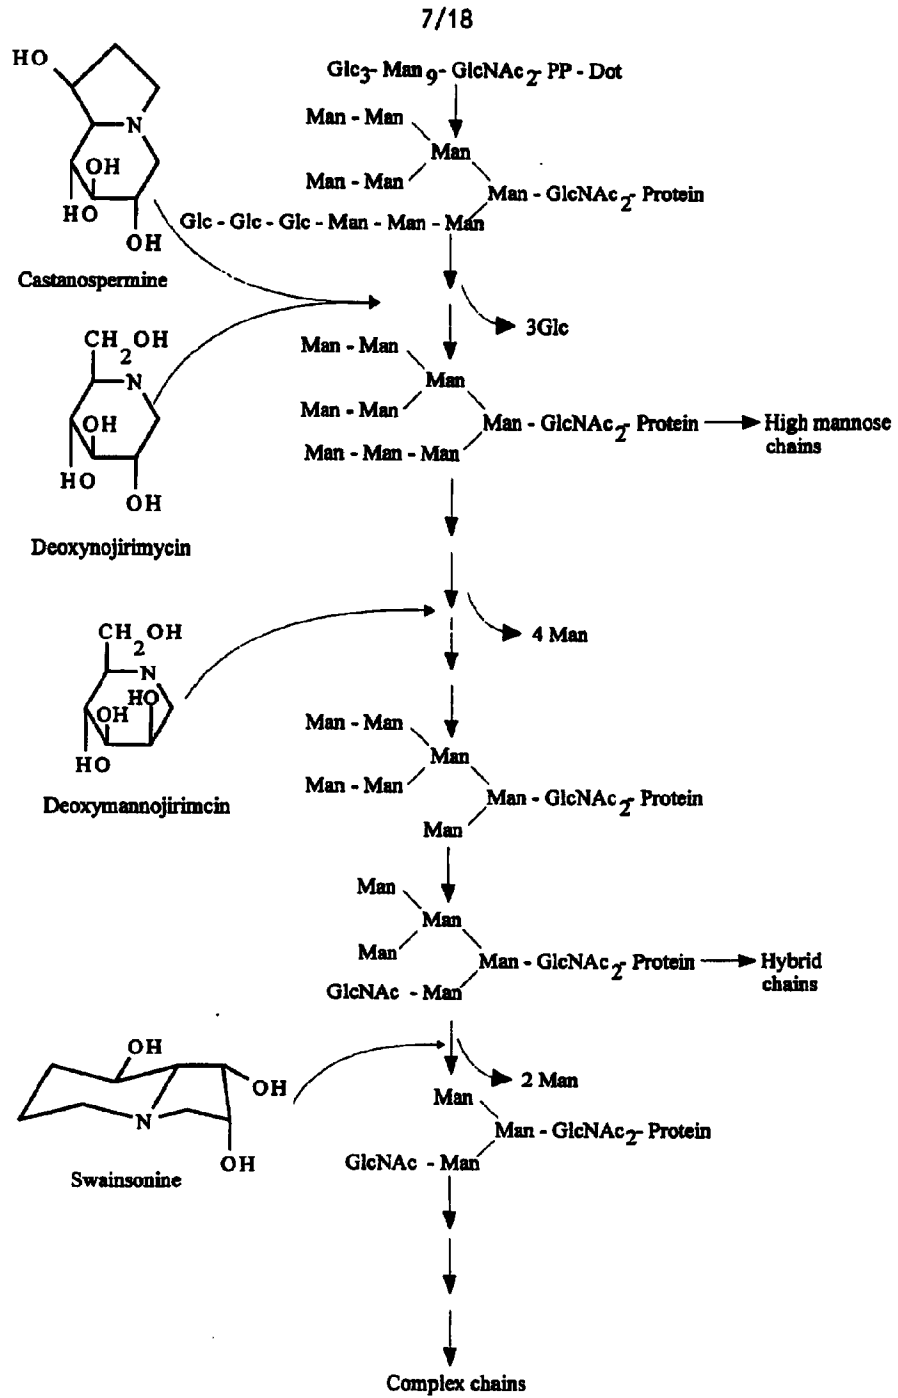 7/18
Glc3- Man9- GlcNAc2- PP - Dot
Man - Man
Man
Man - Man
Man - GlcNAc2- Protein
Glc - Glc - Glc - Man - Man - Man
3Glc
Man - Man
Man
Man - Man
Man - GlcNAc2- Protein
High mannose
chains
Man - Man - Man
4 Man
Man - Man
Man
Man - Man
Man - GlcNAc2- Protein
Man
Man
Man
Man
Man - GlcNAc2- Protein
Hybrid
chains
GlcNAc - Man
2 Man
Man
Man - GlcNAc2- Protein
GlcNAc - Man
Complex chains
HO
N
OH
HO
OH
Castanospermine
CH2OH
N
OH
HO
OH
Deoxynojirimycin
CH2OH
N
HO
OH
HO
Deoxymannojirimcin
OH
OH
N
OH
Swainsonine